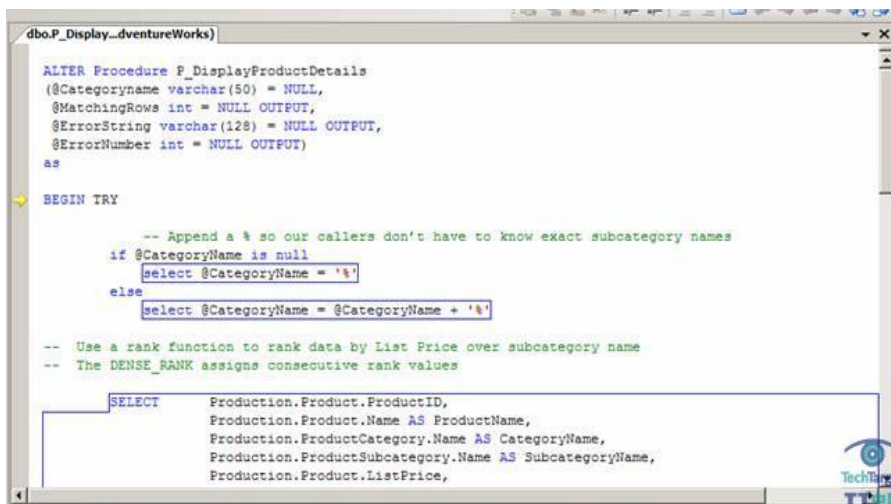 dbo.P_Display...dventureWorks)
ALTER Procedure P_DisplayProductDetails
(@Categoryname varchar(50) = NULL,
@MatchingRows int = NULL OUTPUT,
@ErrorString varchar(128) = NULL OUTPUT,
@ErrorNumber int = NULL OUTPUT)
as
BEGIN TRY
-- Append a % so our callers don't have to know exact subcategory names
if @CategoryName is null
select @CategoryName = '%'
else
select @CategoryName = @CategoryName + '%'
-- Use a rank function to rank data by List Price over subcategory name
-- The DENSE_RANK assigns consecutive rank values
SELECT Production.Product.ProductID,
Production.Product.Name AS ProductName,
Production.ProductCategory.Name AS CategoryName,
Production.ProductSubcategory.Name AS SubcategoryName,
Production.Product.ListPrice,